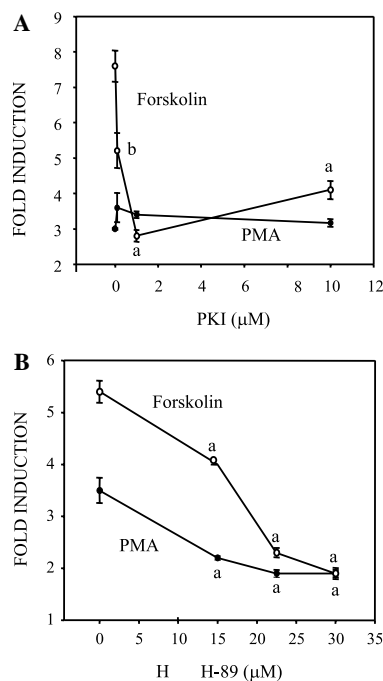 A
9
8
7
6
5
4
3
2
FOLD INDUCTION
Forskolin
b
a
a
PMA
0 2 4 6 8 10 12
PKI (μM)
B
6
5
4
3
2
1
FOLD INDUCTION
Forskolin
a
PMA
a
a
a
a
a
0 5 10 15 20 25 30 35
H H-89 (μM)